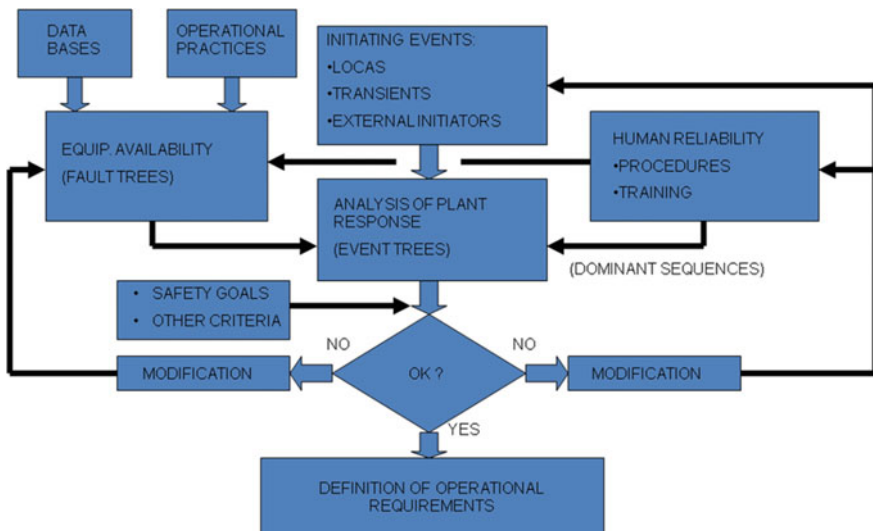 DATA
BASES
OPERATIONAL
PRACTICES
INITIATING EVENTS:
•LOCAS
•TRANSIENTS
•EXTERNAL INITIATORS
EQUIP. AVAILABILITY
(FAULT TREES)
HUMAN RELIABILITY
•PROCEDURES
•TRAINING
ANALYSIS OF PLANT
RESPONSE
(EVENT TREES)
(DOMINANT SEQUENCES)
• SAFETY GOALS
• OTHER CRITERIA
NO
NO
MODIFICATION
OK ?
MODIFICATION
YES
DEFINITION OF OPERATIONAL
REQUIREMENTS